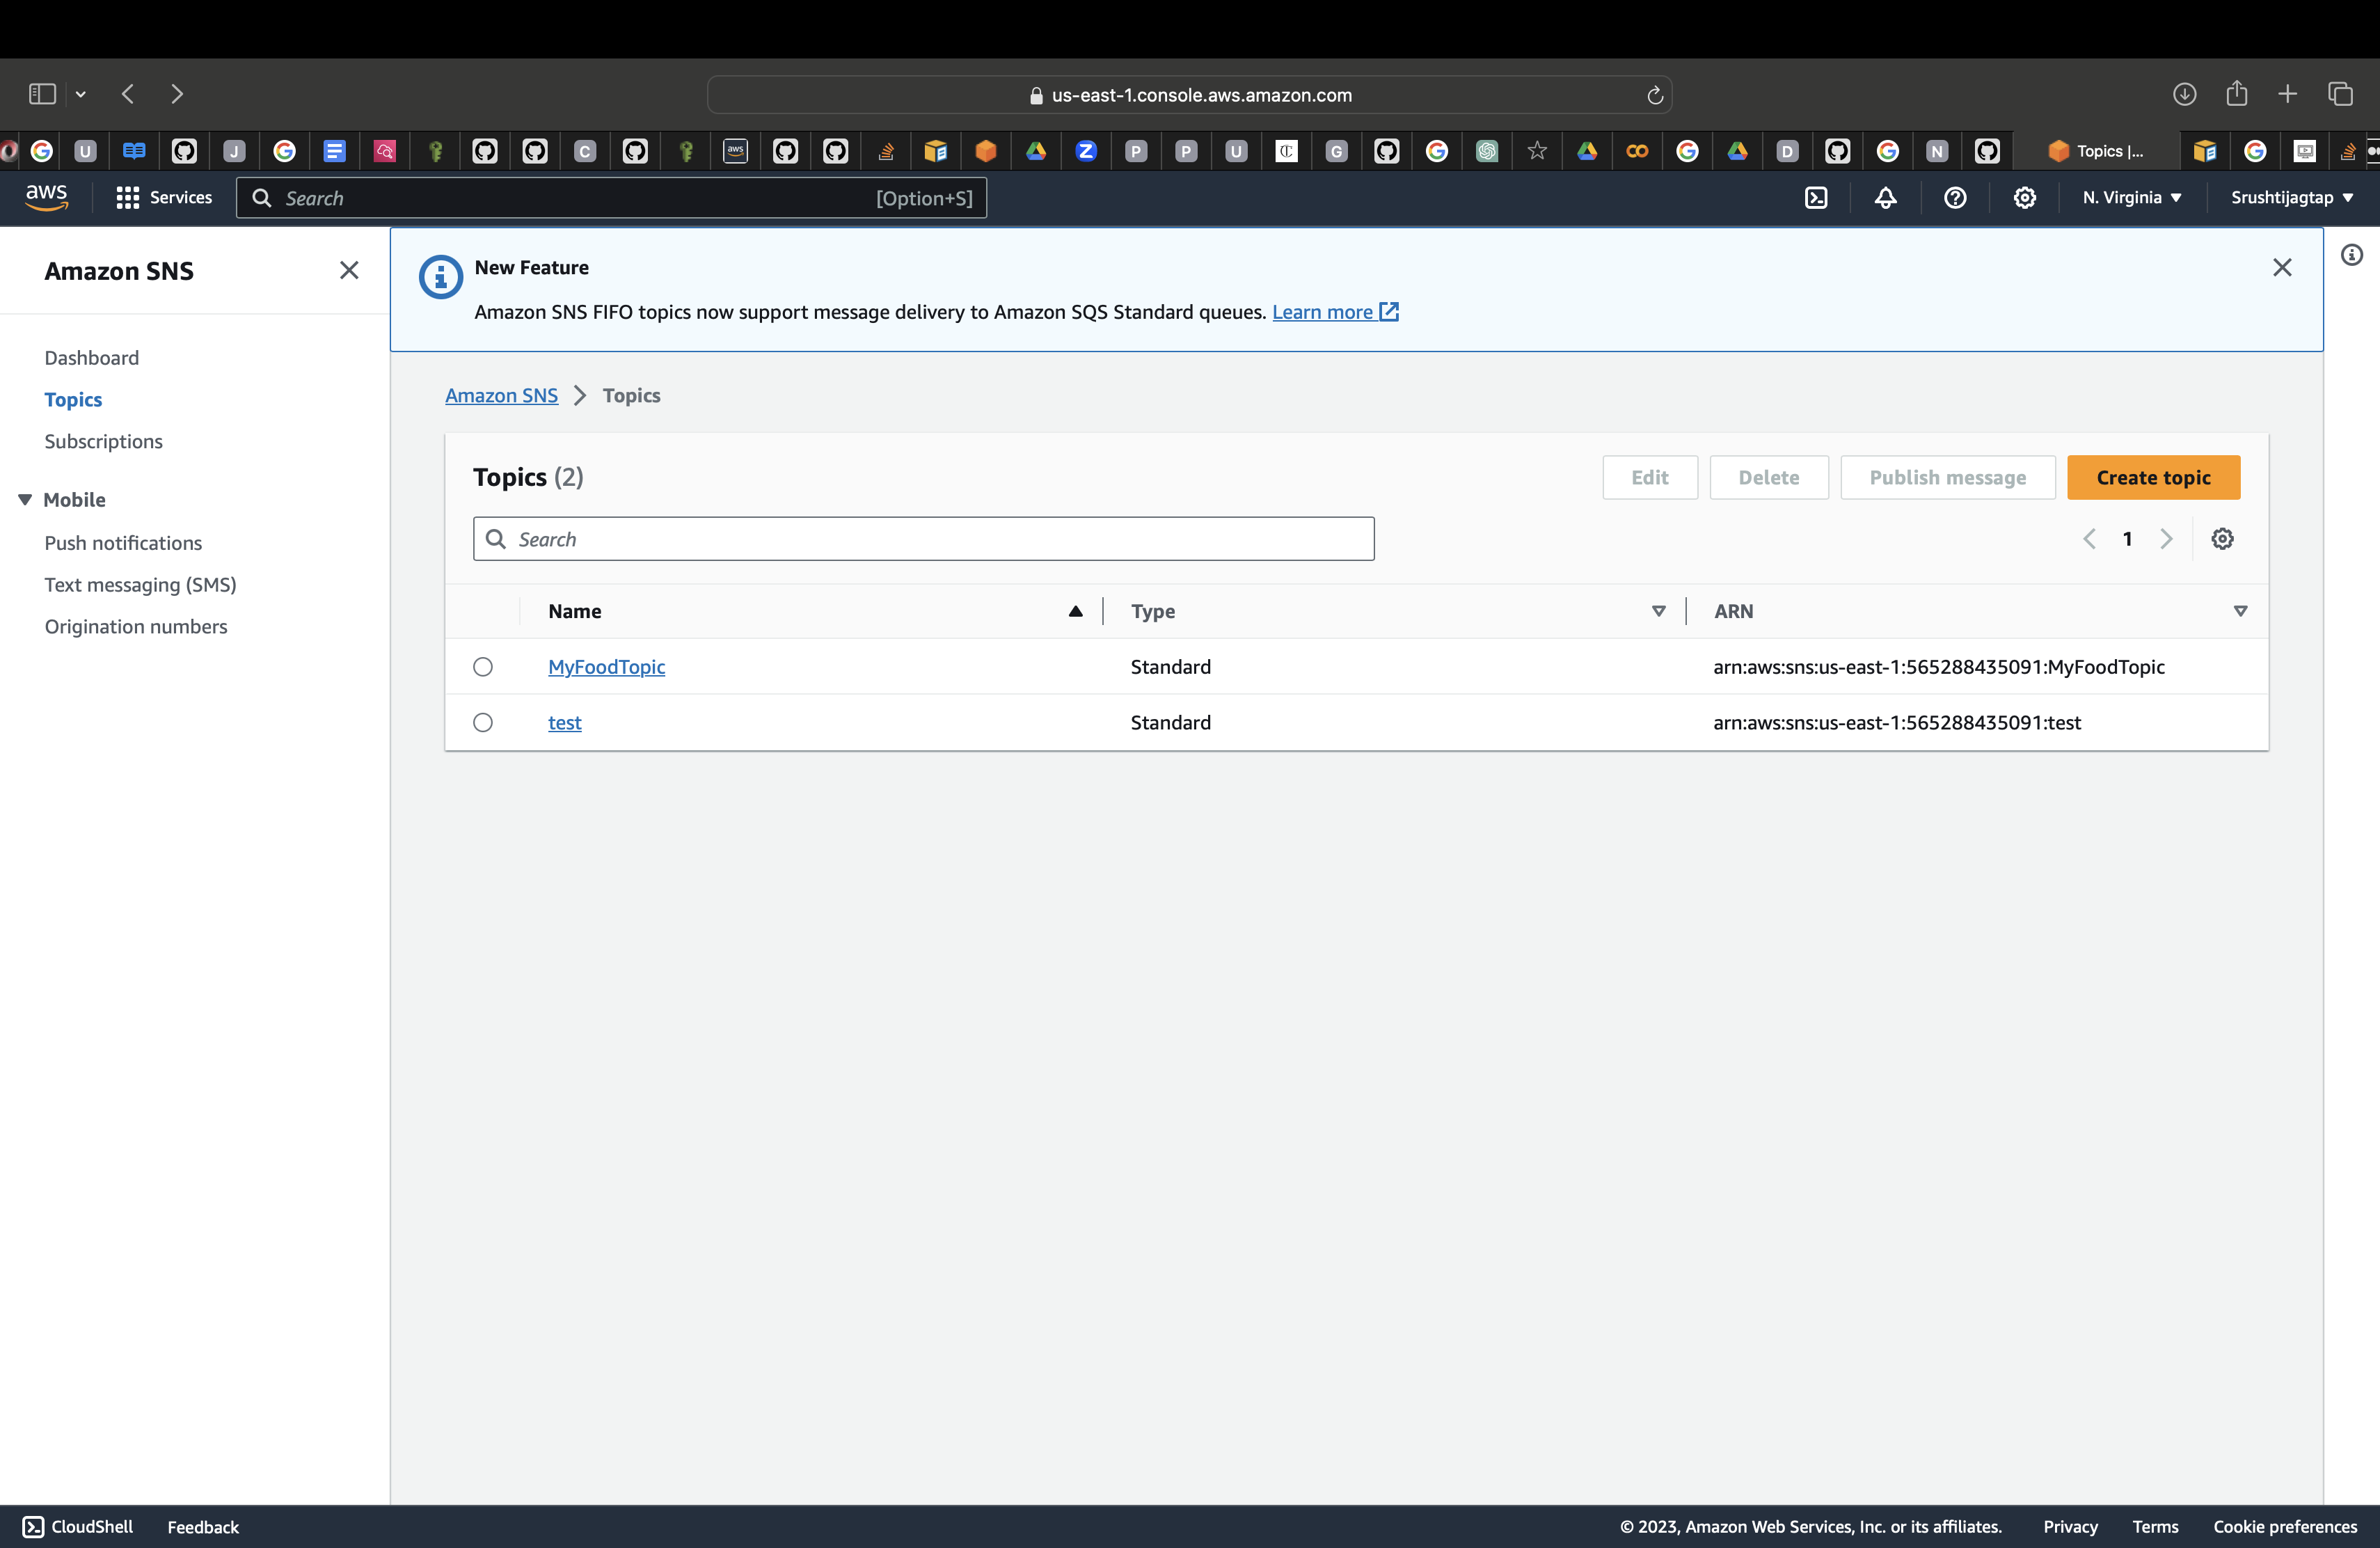 us-east-1.console.aws.amazon.com
U J C aws P P U G D N Topics |...
aws Services Search [Option+S] N. Virginia Srushtijagtap
Amazon SNS
Dashboard
Topics
Subscriptions
Mobile
Push notifications
Text messaging (SMS)
Origination numbers
New Feature
Amazon SNS FIFO topics now support message delivery to Amazon SQS Standard queues. Learn more
Amazon SNS Topics
Topics (2) Edit Delete Publish message Create topic
Search 1
Name Type ARN
MyFoodTopic Standard arn:aws:sns:us-east-1:565288435091:MyFoodTopic
test Standard arn:aws:sns:us-east-1:565288435091:test
CloudShell Feedback © 2023, Amazon Web Services, Inc. or its affiliates. Privacy Terms Cookie preferences